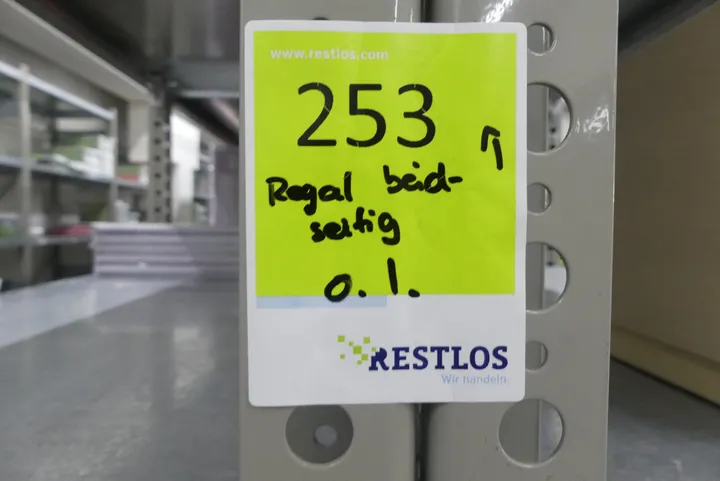 www.restlos.com
253
Regal beid-
seitig
o. I.
RESTLOS
Wir handeln.